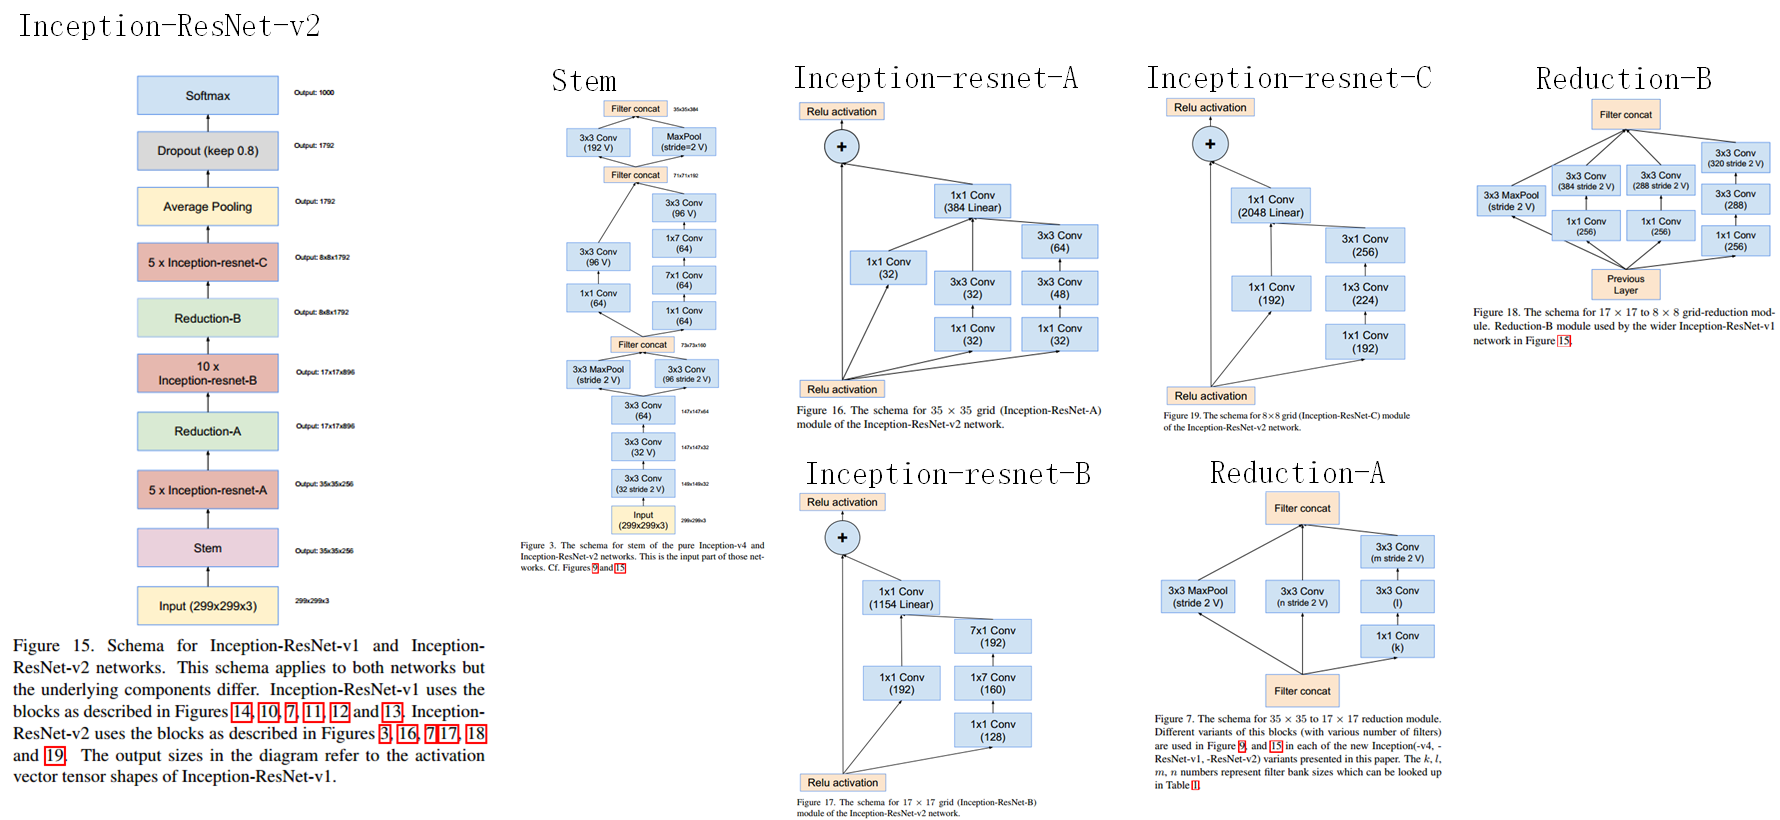 Inception-ResNet-v2
Softmax
Output: 1000
Dropout (keep 0.8)
Output: 1792
Average Pooling
Output: 1792
5 x Inception-resnet-C
Output: 8x8x1792
Reduction-B
Output: 8x8x1792
10 x
Inception-resnet-B
Output: 17x17x896
Reduction-A
Output: 17x17x896
5 x Inception-resnet-A
Output: 35x35x256
Stem
Output: 35x35x256
Input (299x299x3)
299x299x3
Figure 15. Schema for Inception-ResNet-v1 and Inception-
ResNet-v2 networks. This schema applies to both networks but
the underlying components differ. Inception-ResNet-v1 uses the
blocks as described in Figures 14, 10, 7, 11, 12 and 13. Inception-
ResNet-v2 uses the blocks as described in Figures 3, 16, 7 17, 18
and 19. The output sizes in the diagram refer to the activation
vector tensor shapes of Inception-ResNet-v1.
Stem
Filter concat
35x35x384
3x3 Conv
(192 V)
MaxPool
(stride=2 V)
Filter concat
71x71x192
3x3 Conv
(96 V)
1x7 Conv
(64)
3x3 Conv
(96 V)
7x1 Conv
(64)
1x1 Conv
(64)
1x1 Conv
(64)
Filter concat
73x73x160
3x3 MaxPool
(stride 2 V)
3x3 Conv
(96 stride 2 V)
3x3 Conv
(64)
147x147x64
3x3 Conv
(32 V)
147x147x32
3x3 Conv
(32 stride 2 V)
149x149x32
Input
(299x299x3)
299x299x3
Figure 3. The schema for stem of the pure Inception-v4 and
Inception-ResNet-v2 networks. This is the input part of those net-
works. Cf. Figures 9 and 15
Inception-resnet-A
Relu activation
+
1x1 Conv
(384 Linear)
3x3 Conv
(64)
1x1 Conv
(32)
3x3 Conv
(32)
3x3 Conv
(48)
1x1 Conv
(32)
1x1 Conv
(32)
Relu activation
Figure 16. The schema for 35 × 35 grid (Inception-ResNet-A)
module of the Inception-ResNet-v2 network.
Inception-resnet-C
Relu activation
+
1x1 Conv
(2048 Linear)
3x1 Conv
(256)
1x1 Conv
(192)
1x3 Conv
(224)
1x1 Conv
(192)
Relu activation
Figure 19. The schema for 8×8 grid (Inception-ResNet-C) module
of the Inception-ResNet-v2 network.
Reduction-B
Filter concat
3x3 Conv
(320 stride 2 V)
3x3 MaxPool
(stride 2 V)
3x3 Conv
(384 stride 2 V)
3x3 Conv
(288 stride 2 V)
3x3 Conv
(288)
1x1 Conv
(256)
1x1 Conv
(256)
1x1 Conv
(256)
Previous
Layer
Figure 18. The schema for 17 × 17 to 8 × 8 grid-reduction mod-
ule. Reduction-B module used by the wider Inception-ResNet-v1
network in Figure 15.
Inception-resnet-B
Relu activation
+
1x1 Conv
(1154 Linear)
7x1 Conv
(192)
1x1 Conv
(192)
1x7 Conv
(160)
1x1 Conv
(128)
Relu activation
Figure 17. The schema for 17 × 17 grid (Inception-ResNet-B)
module of the Inception-ResNet-v2 network.
Reduction-A
Filter concat
3x3 Conv
(m stride 2 V)
3x3 MaxPool
(stride 2 V)
3x3 Conv
(n stride 2 V)
3x3 Conv
(l)
1x1 Conv
(k)
Filter concat
Figure 7. The schema for 35 × 35 to 17 × 17 reduction module.
Different variants of this blocks (with various number of filters)
are used in Figure 9, and 15 in each of the new Inception(-v4, -
ResNet-v1, -ResNet-v2) variants presented in this paper. The k, l,
m, n numbers represent filter bank sizes which can be looked up
in Table 1.